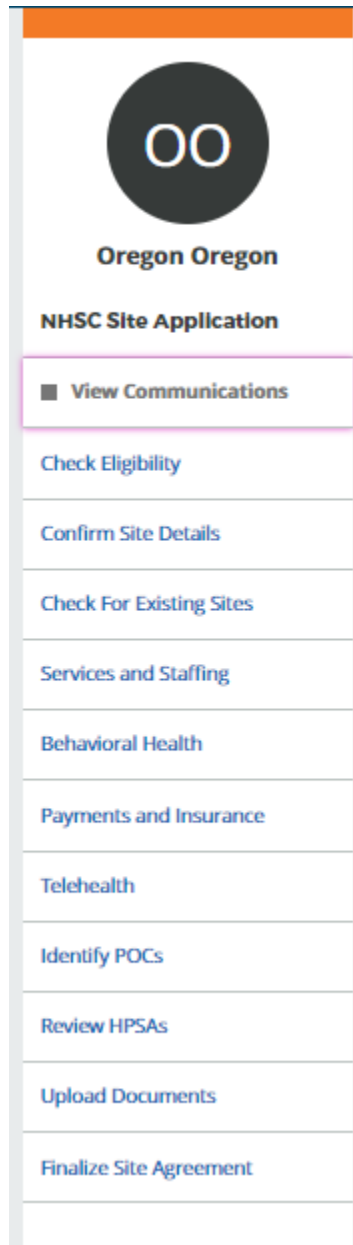 OO
Oregon Oregon
NHSC Site Application
View Communications
Check Eligibility
Confirm Site Details
Check For Existing Sites
Services and Staffing
Behavioral Health
Payments and Insurance
Telehealth
Identify POCs
Review HPSAs
Upload Documents
Finalize Site Agreement